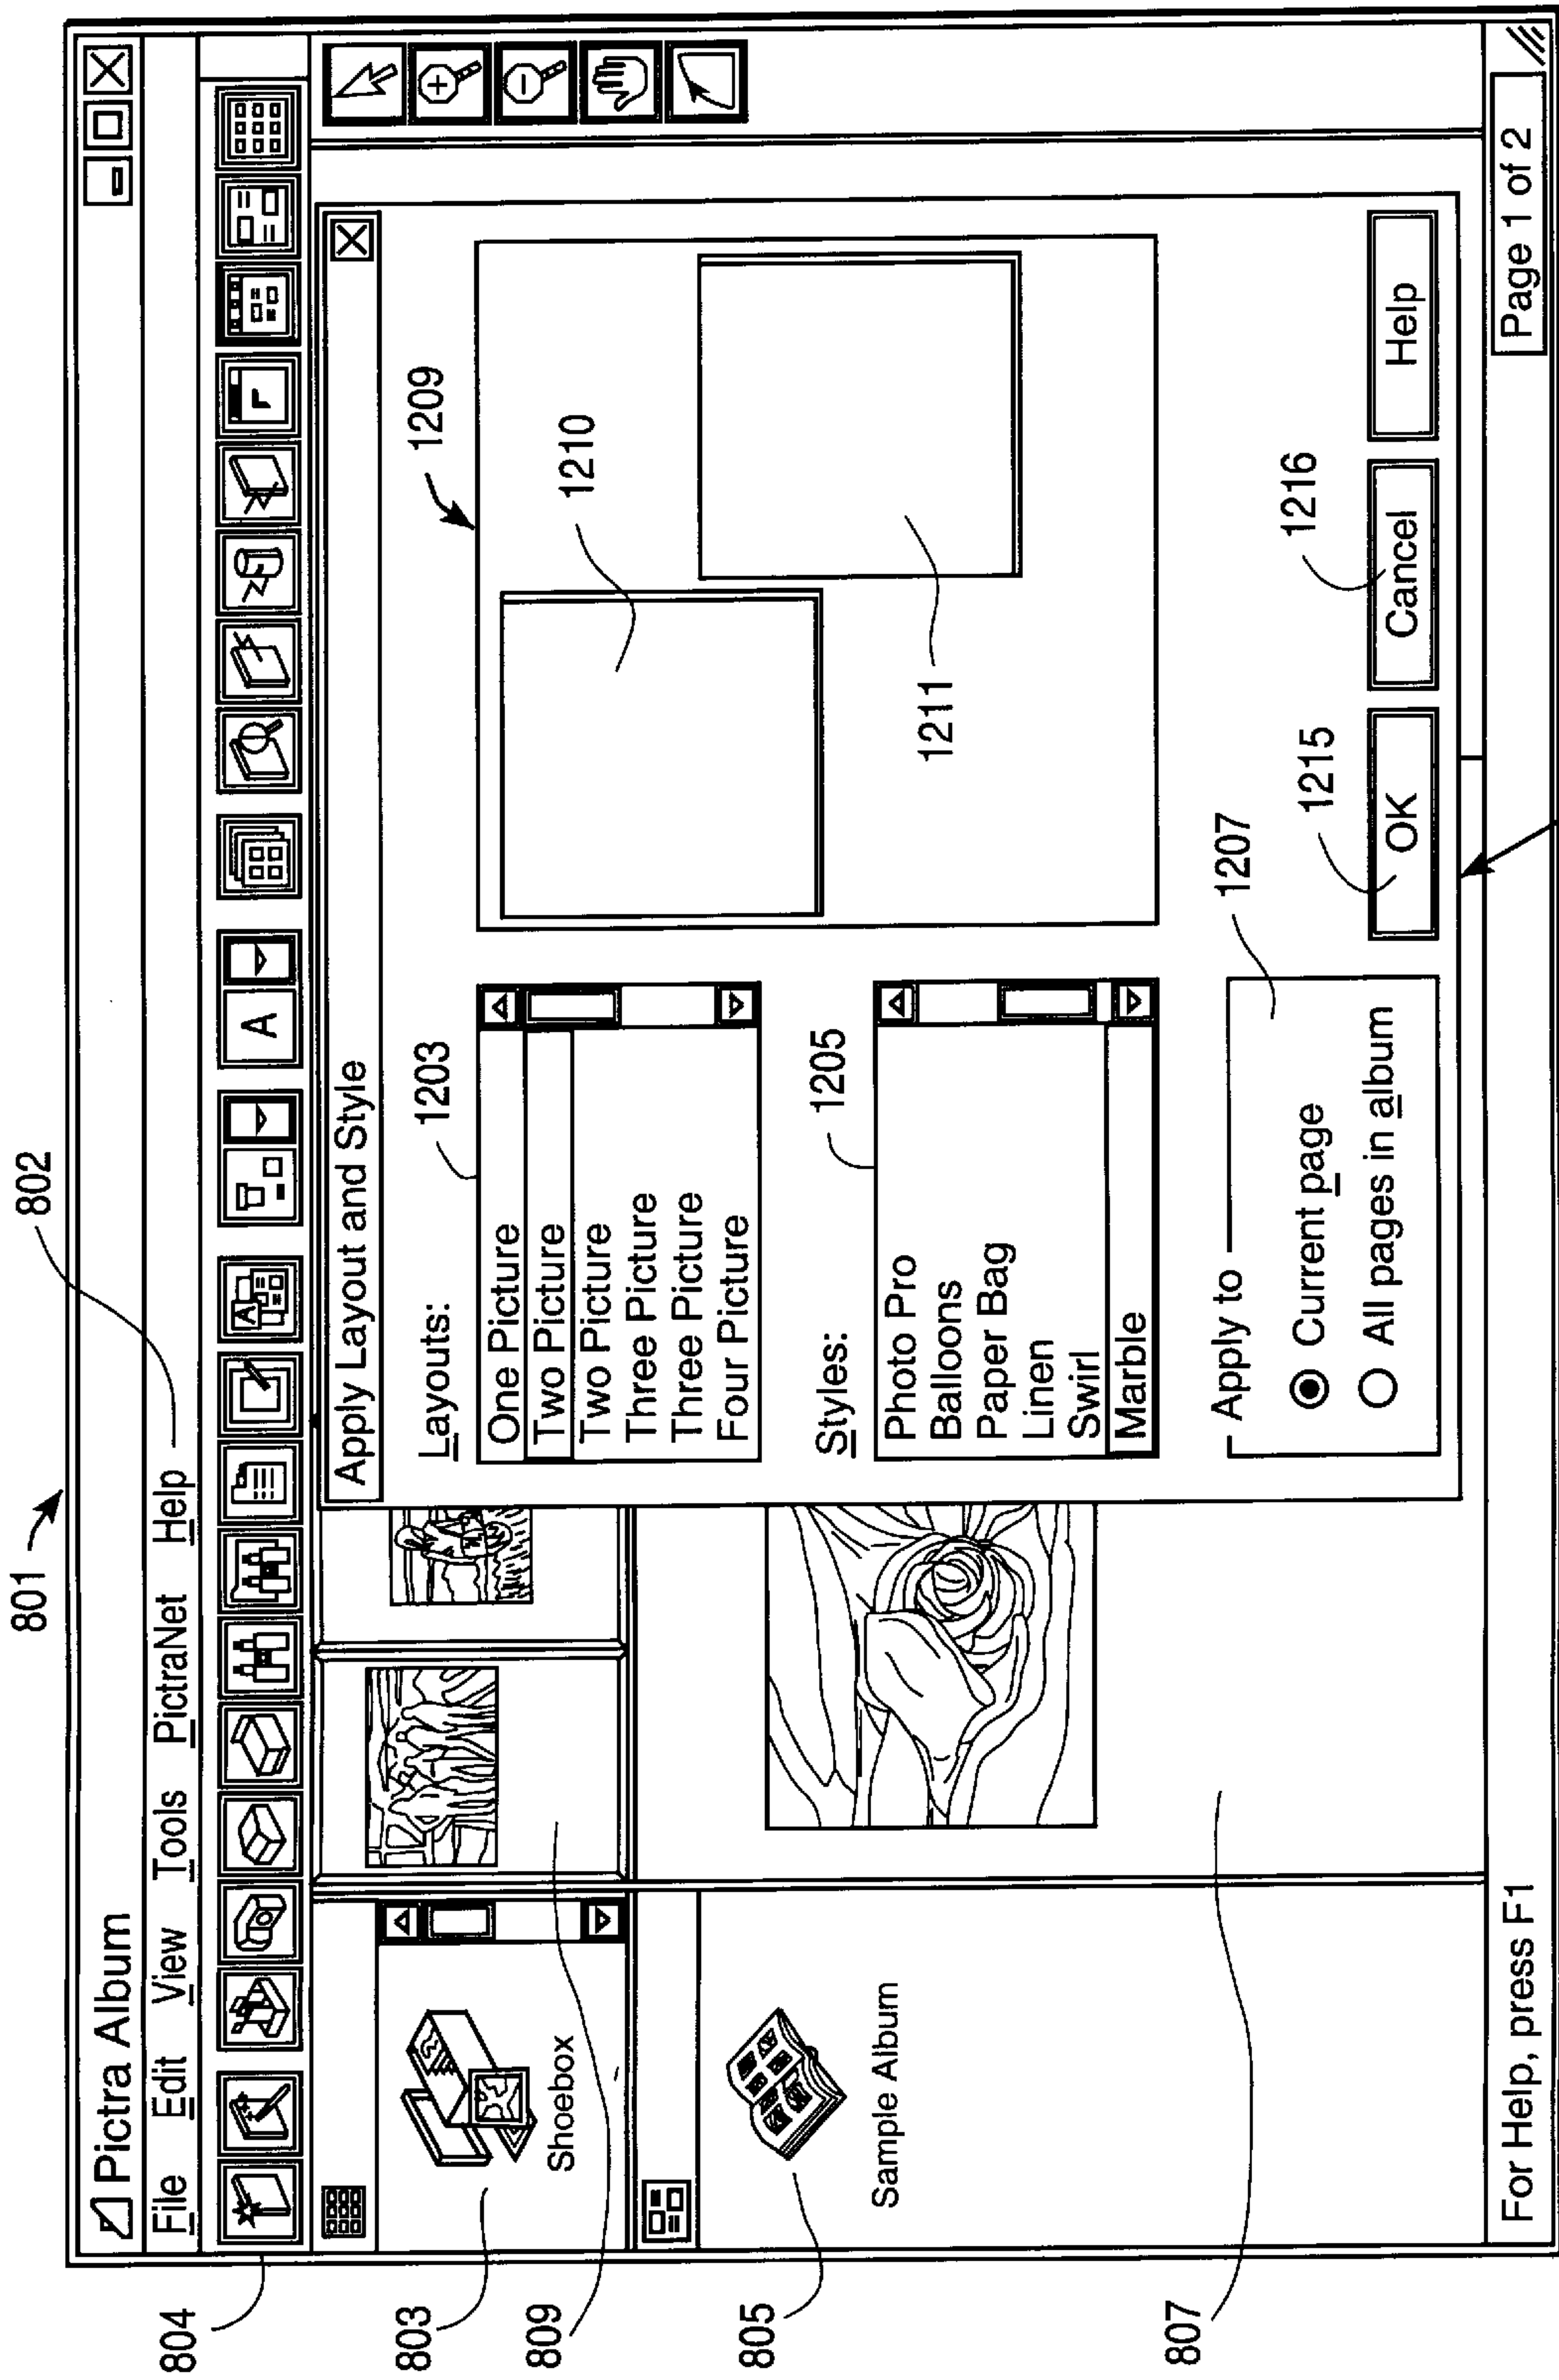 801
802
Pictra Album
File Edit View Tools PictraNet Help
804
A
803
Shoebox
809
805
Sample Album
807
Apply Layout and Style
Layouts:
1203
One Picture
Two Picture
Two Picture
Three Picture
Three Picture
Four Picture
Styles:
1205
Photo Pro
Balloons
Paper Bag
Linen
Swirl
Marble
Apply to
1207
Current page
All pages in album
1209
1210
1211
1215
1216
OK
Cancel
Help
For Help, press F1
Page 1 of 2